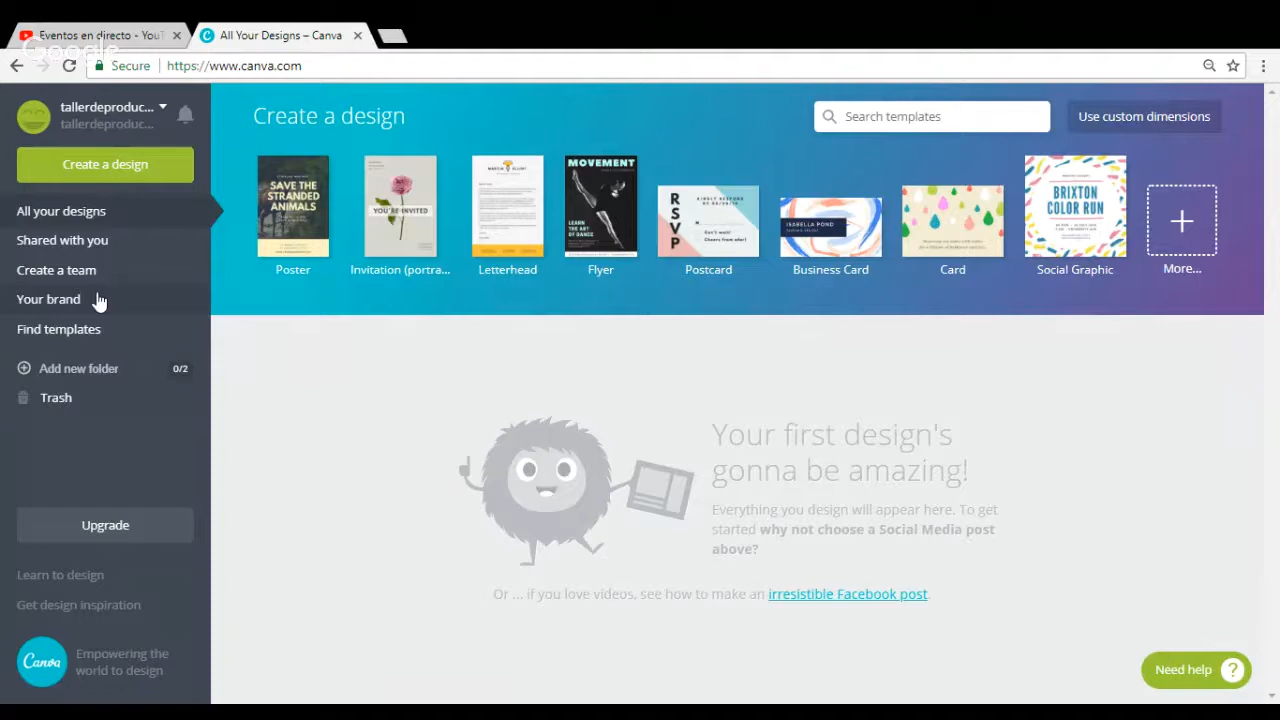 Eventos en directo - YouT
All Your Designs – Canva
Google
Secure
https://www.canva.com
tallerdeproduc...
tallerdeproduc...
Create a design
All your designs
Shared with you
Create a team
Your brand
Find templates
Add new folder
0/2
Trash
Upgrade
Learn to design
Get design inspiration
Canva
Empowering the
world to design
Create a design
Search templates
Use custom dimensions
SAVE THE
STRANDED
ANIMALS
YOU'RE INVITED
MOVEMENT
LEARN
THE ART
OF DANCE
RSVP
Don't wait!
Cheers from afar!
ISABELLA POND
BRIXTON
COLOR RUN
Poster
Invitation (portra...
Letterhead
Flyer
Postcard
Business Card
Card
Social Graphic
More...
Your first design's
gonna be amazing!
Everything you design will appear here. To get
started why not choose a Social Media post
above?
Or ... if you love videos, see how to make an irresistible Facebook post.
Need help ?